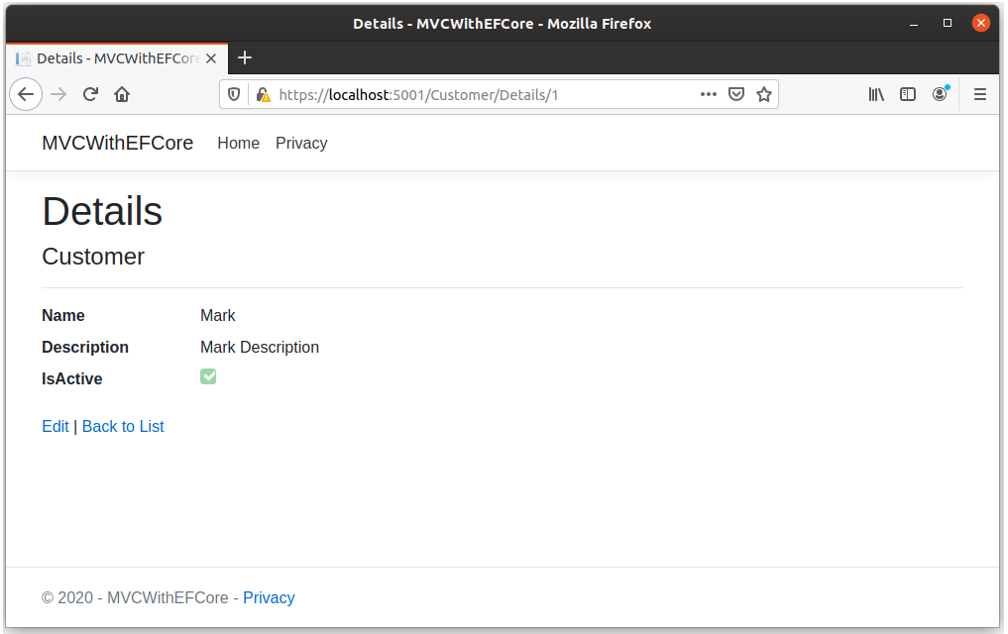 Details - MVCWithEFCore - Mozilla Firefox
Details - MVCWithEFCor
https://localhost:5001/Customer/Details/1
MVCWithEFCore Home Privacy
Details
Customer
Name Mark
Description Mark Description
IsActive
Edit | Back to List
© 2020 - MVCWithEFCore - Privacy